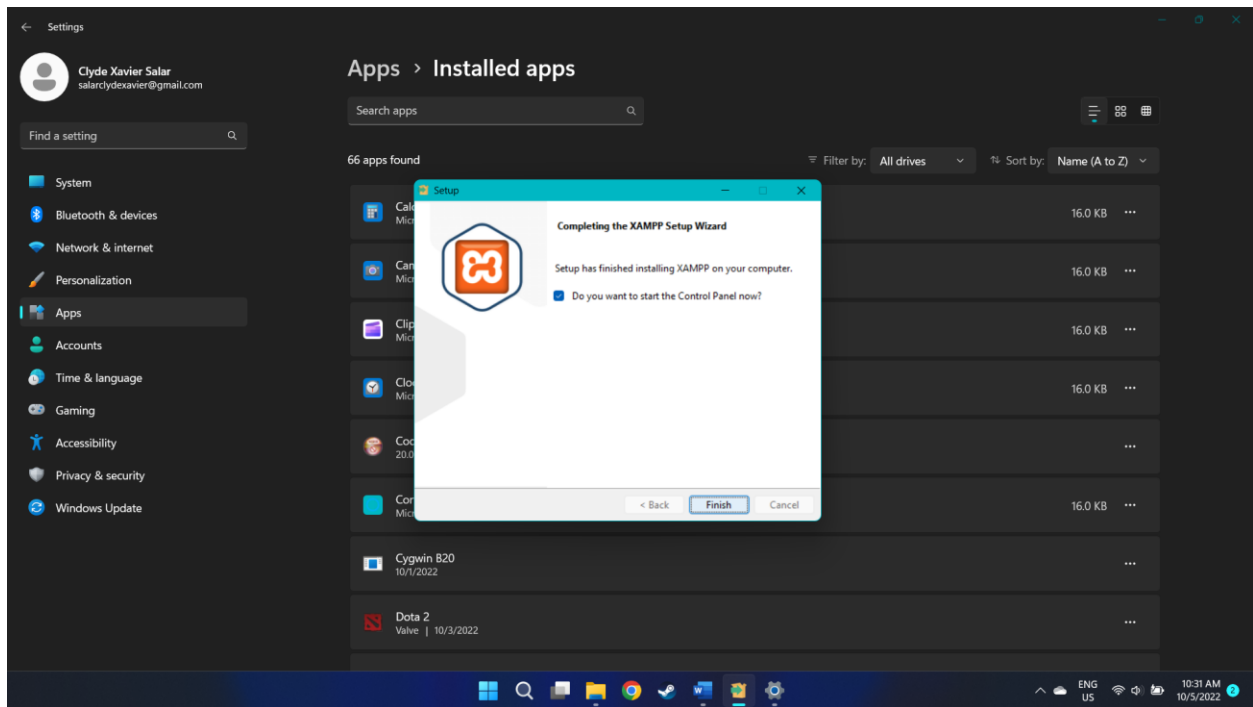 Settings
Clyde Xavier Salar
salarclydexavier@gmail.com
Find a setting
System
Bluetooth & devices
Network & internet
Personalization
Apps
Accounts
Time & language
Gaming
Accessibility
Privacy & security
Windows Update
Apps > Installed apps
Search apps
66 apps found
Filter by: All drives
Sort by: Name (A to Z)
16.0 KB
16.0 KB
16.0 KB
16.0 KB
20.0
16.0 KB
Cygwin B20
10/1/2022
Dota 2
Valve | 10/3/2022
Setup
Completing the XAMPP Setup Wizard
Setup has finished installing XAMPP on your computer.
Do you want to start the Control Panel now?
< Back Finish Cancel
ENG
US
10:31 AM
10/5/2022
2